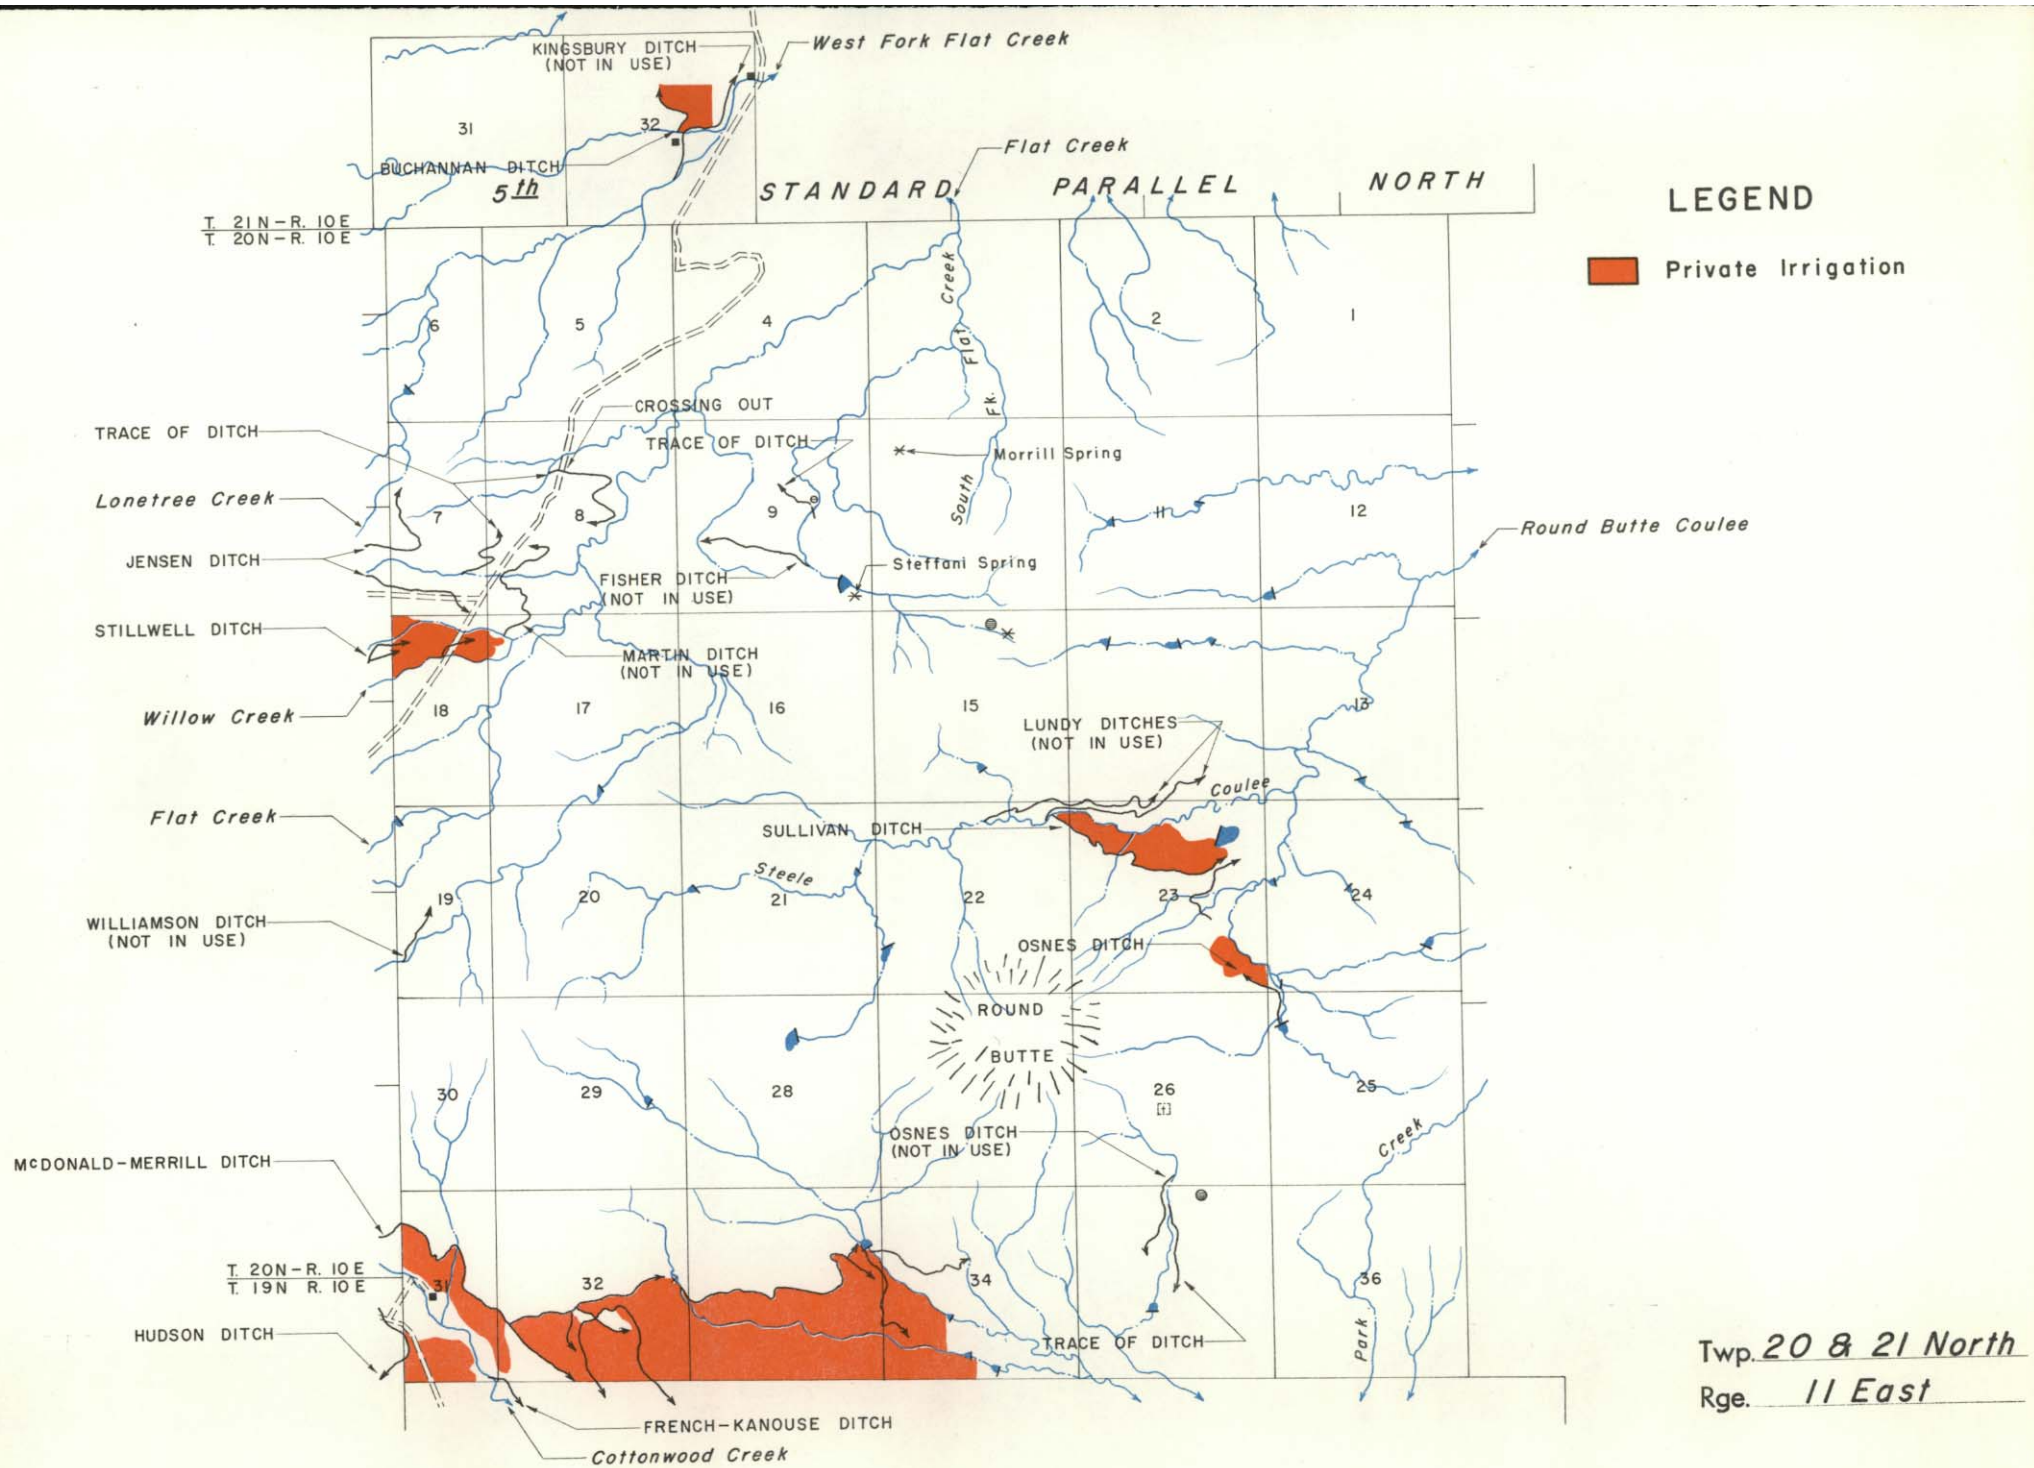 KINGSBURY DITCH
(NOT IN USE)
West Fork Flat Creek
31
32
BUCHANNAN DITCH
Flat Creek
5th STANDARD PARALLEL NORTH
T. 21N-R. 10E
T. 20N-R. 10E
LEGEND
Private Irrigation
6
5
4
South Fk. Flat Creek
2
1
CROSSING OUT
TRACE OF DITCH
TRACE OF DITCH
Morrill Spring
Lonetree Creek
7
8
9
11
12
Round Butte Coulee
JENSEN DITCH
FISHER DITCH
(NOT IN USE)
Steffani Spring
STILLWELL DITCH
MARTIN DITCH
(NOT IN USE)
Willow Creek
18
17
16
15
13
LUNDY DITCHES
(NOT IN USE)
Flat Creek
SULLIVAN DITCH
Steele
Coulee
WILLIAMSON DITCH
(NOT IN USE)
19
20
21
22
23
24
OSNES DITCH
ROUND
BUTTE
30
29
28
26
25
OSNES DITCH
(NOT IN USE)
Park Creek
McDONALD-MERRILL DITCH
T. 20N-R. 10E
T. 19N R. 10E
31
32
34
36
HUDSON DITCH
TRACE OF DITCH
FRENCH-KANOUSE DITCH
Cottonwood Creek
Twp. 20 & 21 North
Rge. 11 East